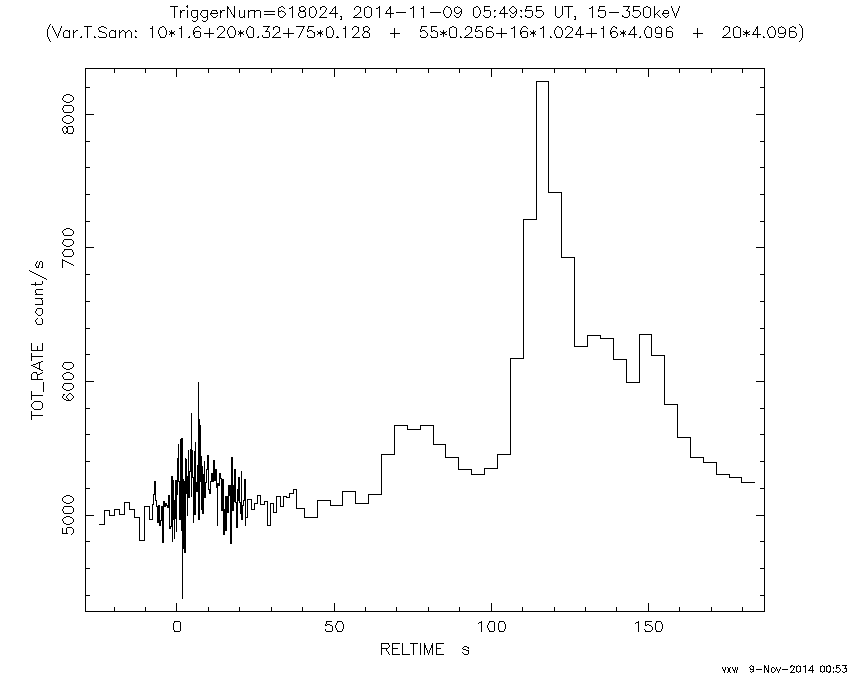 TriggerNum=618024, 2014-11-09 05:49:55 UT, 15-350keV
(Var.T.Sam: 10*1.6+20*0.32+75*0.128 + 55*0.256+16*1.024+16*4.096 + 20*4.096)
TOT_RATE count/s
8000
7000
6000
5000
0 50 100 150
RELTIME s
vxw 9-Nov-2014 00:53